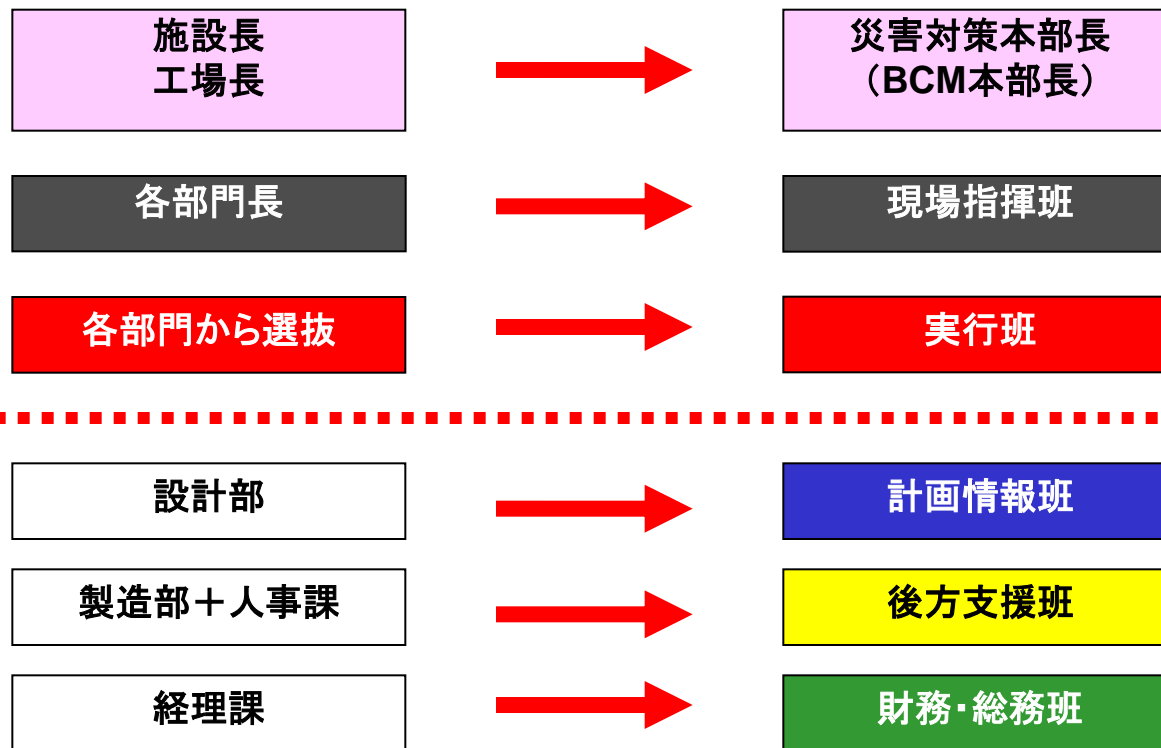 施設長
工場長
災害対策本部長
（BCM本部長）
各部門長
現場指揮班
各部門から選抜
実行班
設計部
計画情報班
製造部＋人事課
後方支援班
経理課
財務・総務班